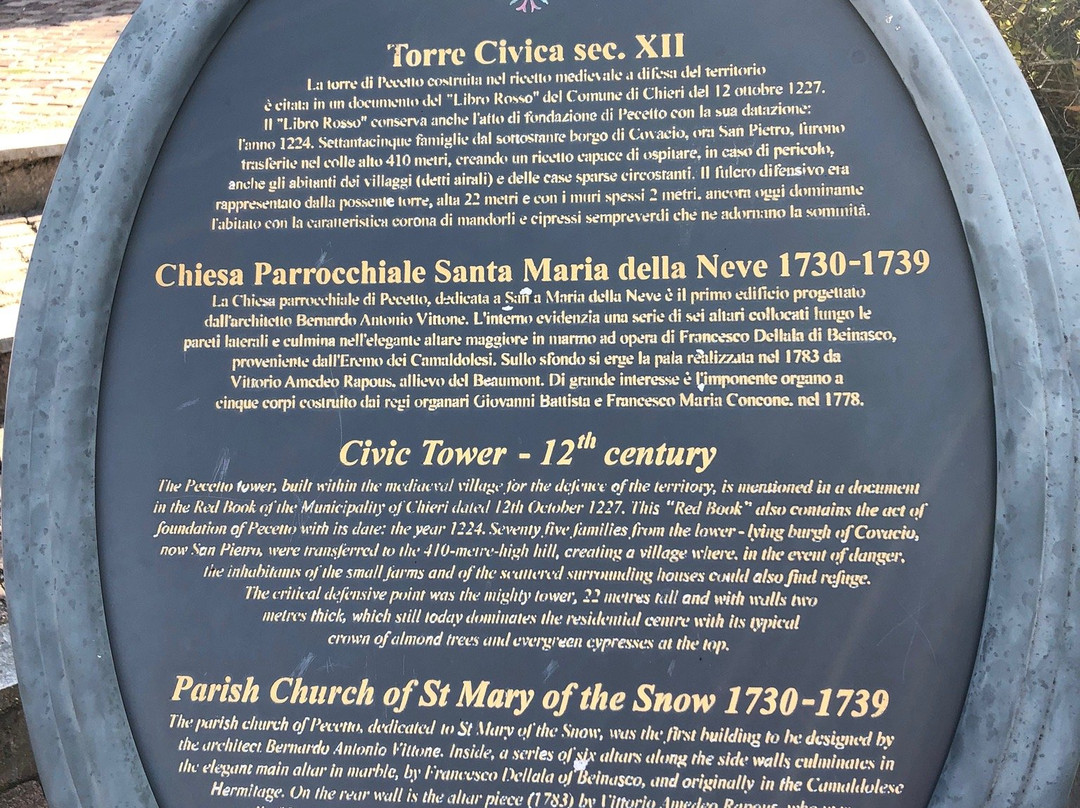 Torre Civica sec. XII
La torre di Pecetto costruita nel ricetto medievale a difesa del territorio
è citata in un documento del "Libro Rosso" del Comune di Chieri del 12 ottobre 1227.
Il "Libro Rosso" conserva anche l'atto di fondazione di Pecetto con la sua datazione:
l'anno 1224. Settantacinque famiglie dal sottostante borgo di Covacio, ora San Pietro, furono
trasferite nel colle alto 410 metri, creando un ricetto capace di ospitare, in caso di pericolo,
anche gli abitanti dei villaggi (detti airali) e delle case sparse circostanti. Il fulcro difensivo era
rappresentato dalla possente torre, alta 22 metri e con i muri spessi 2 metri, ancora oggi dominante
l'abitato con la caratteristica corona di mandorli e cipressi sempreverdi che ne adornano la sommità.
Chiesa Parrocchiale Santa Maria della Neve 1730-1739
La Chiesa parrocchiale di Pecetto, dedicata a San a Maria della Neve è il primo edificio progettato
dall'architetto Bernardo Antonio Vittone. L'interno evidenzia una serie di sei altari collocati lungo le
pareti laterali e culmina nell'elegante altare maggiore in marmo ad opera di Francesco Dellala di Beinasco,
proveniente dall'Eremo dei Camaldolesi. Sullo sfondo si erge la pala realizzata nel 1783 da
Vittorio Amedeo Rapous, allievo del Beaumont. Di grande interesse è l'imponente organo a
cinque corpi costruito dai regi organari Giovanni Battista e Francesco Maria Concone, nel 1778.
Civic Tower - 12th century
The Pecetto tower, built within the mediaeval village for the defence of the territory, is mentioned in a document
in the Red Book of the Municipality of Chieri dated 12th October 1227. This "Red Book" also contains the act of
foundation of Pecetto with its date: the year 1224. Seventy five families from the lower - lying burgh of Covacio,
now San Pietro, were transferred to the 410-metre-high hill, creating a village where, in the event of danger,
the inhabitants of the small farms and of the scattered surrounding houses could also find refuge.
The critical defensive point was the mighty tower, 22 metres tall and with walls two
metres thick, which still today dominates the residential centre with its typical
crown of almond trees and evergreen cypresses at the top.
Parish Church of St Mary of the Snow 1730-1739
The parish church of Pecetto, dedicated to St Mary of the Snow, was the first building to be designed by
the architect Bernardo Antonio Vittone. Inside, a series of six altars along the side walls culminates in
the elegant main altar in marble, by Francesco Dellala of Beinasco, and originally in the Camaldolese
Hermitage. On the rear wall is the altar piece (1783) by Vittorio Amedeo Rapous, who